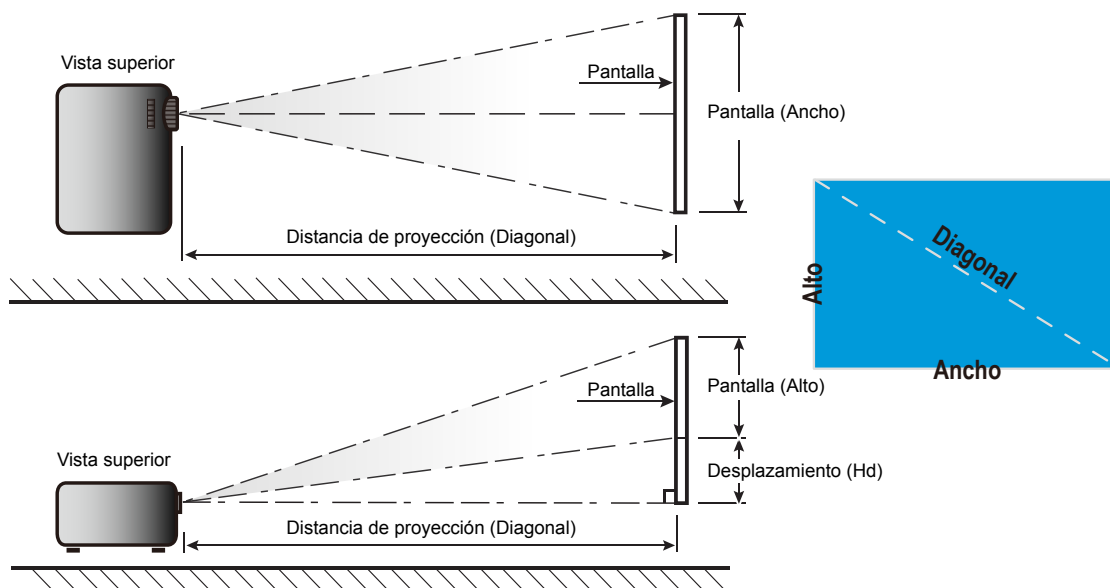 Vista superior
Pantalla
Pantalla (Ancho)
Distancia de proyección (Diagonal)
Alto
Diagonal
Ancho
Vista superior
Pantalla
Pantalla (Alto)
Desplazamiento (Hd)
Distancia de proyección (Diagonal)